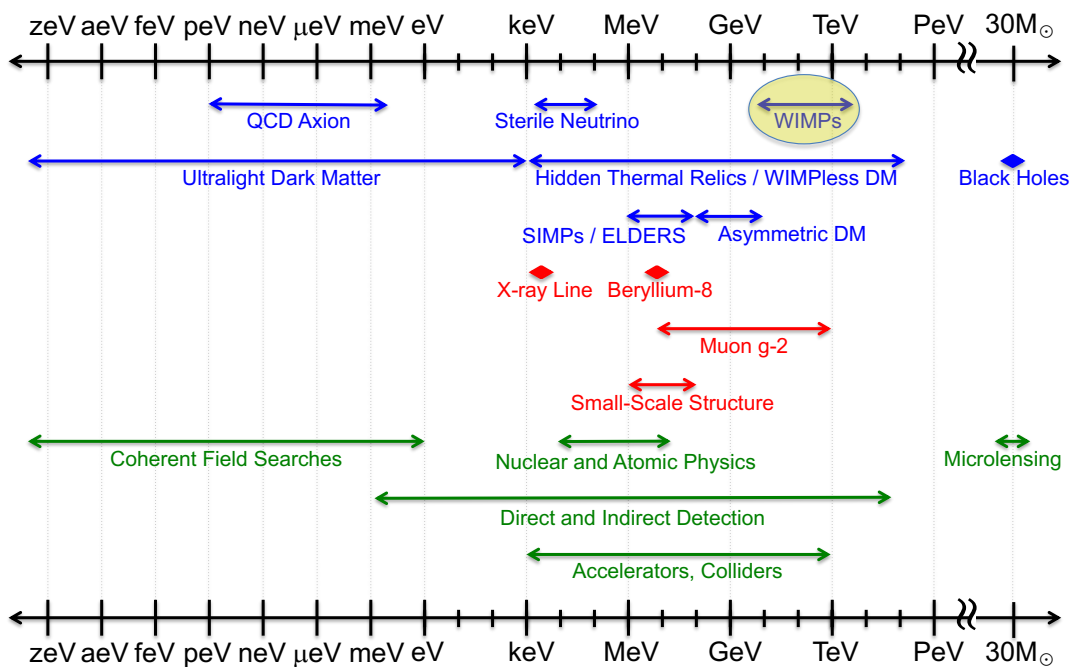 zeV aeV feV peV neV μeV meV eV keV MeV GeV TeV PeV 30M☉
QCD Axion Sterile Neutrino WIMPs
Ultralight Dark Matter Hidden Thermal Relics / WIMPless DM Black Holes
SIMPs / ELDERS Asymmetric DM
X-ray Line Beryllium-8
Muon g-2
Small-Scale Structure
Coherent Field Searches Nuclear and Atomic Physics Microlensing
Direct and Indirect Detection
Accelerators, Colliders
zeV aeV feV peV neV μeV meV eV keV MeV GeV TeV PeV 30M☉